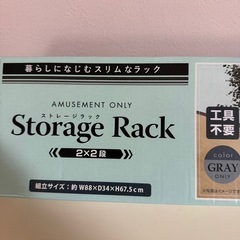 暮らしになじむスリムなラック
AMUSEMENT ONLY
ストレージラック
Storage Rack
2×2段
組立サイズ：約 W88×D34×H67.5cm
工具
不要
color
GRAY
ONLY